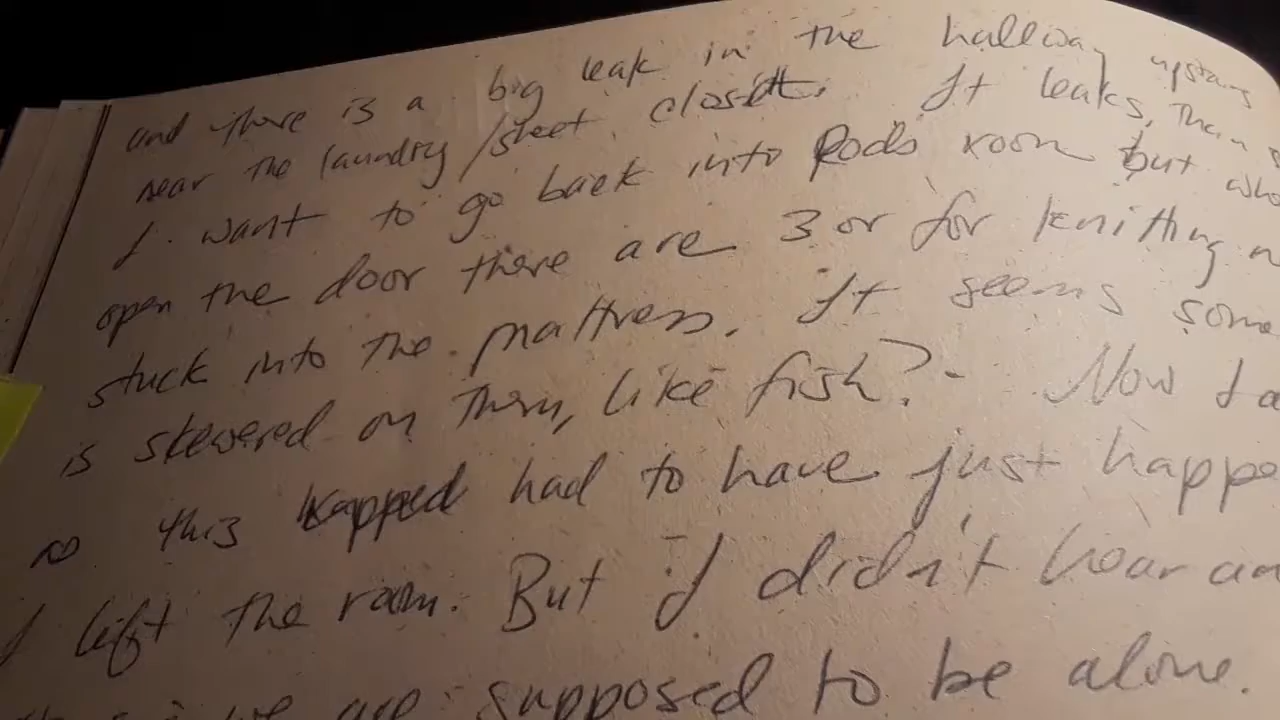 and there is a big leak in the hallway upstairs
near the laundry/sheet closett. It leaks, then
I want to go back into Rods room but
open the door there are 3 or for knitting
stuck into the mattress. It seems some
is skewered on them, like fish? - Now
so this happed had to have just happe
I left the room. But I didn't hear an
we are supposed to be alone.